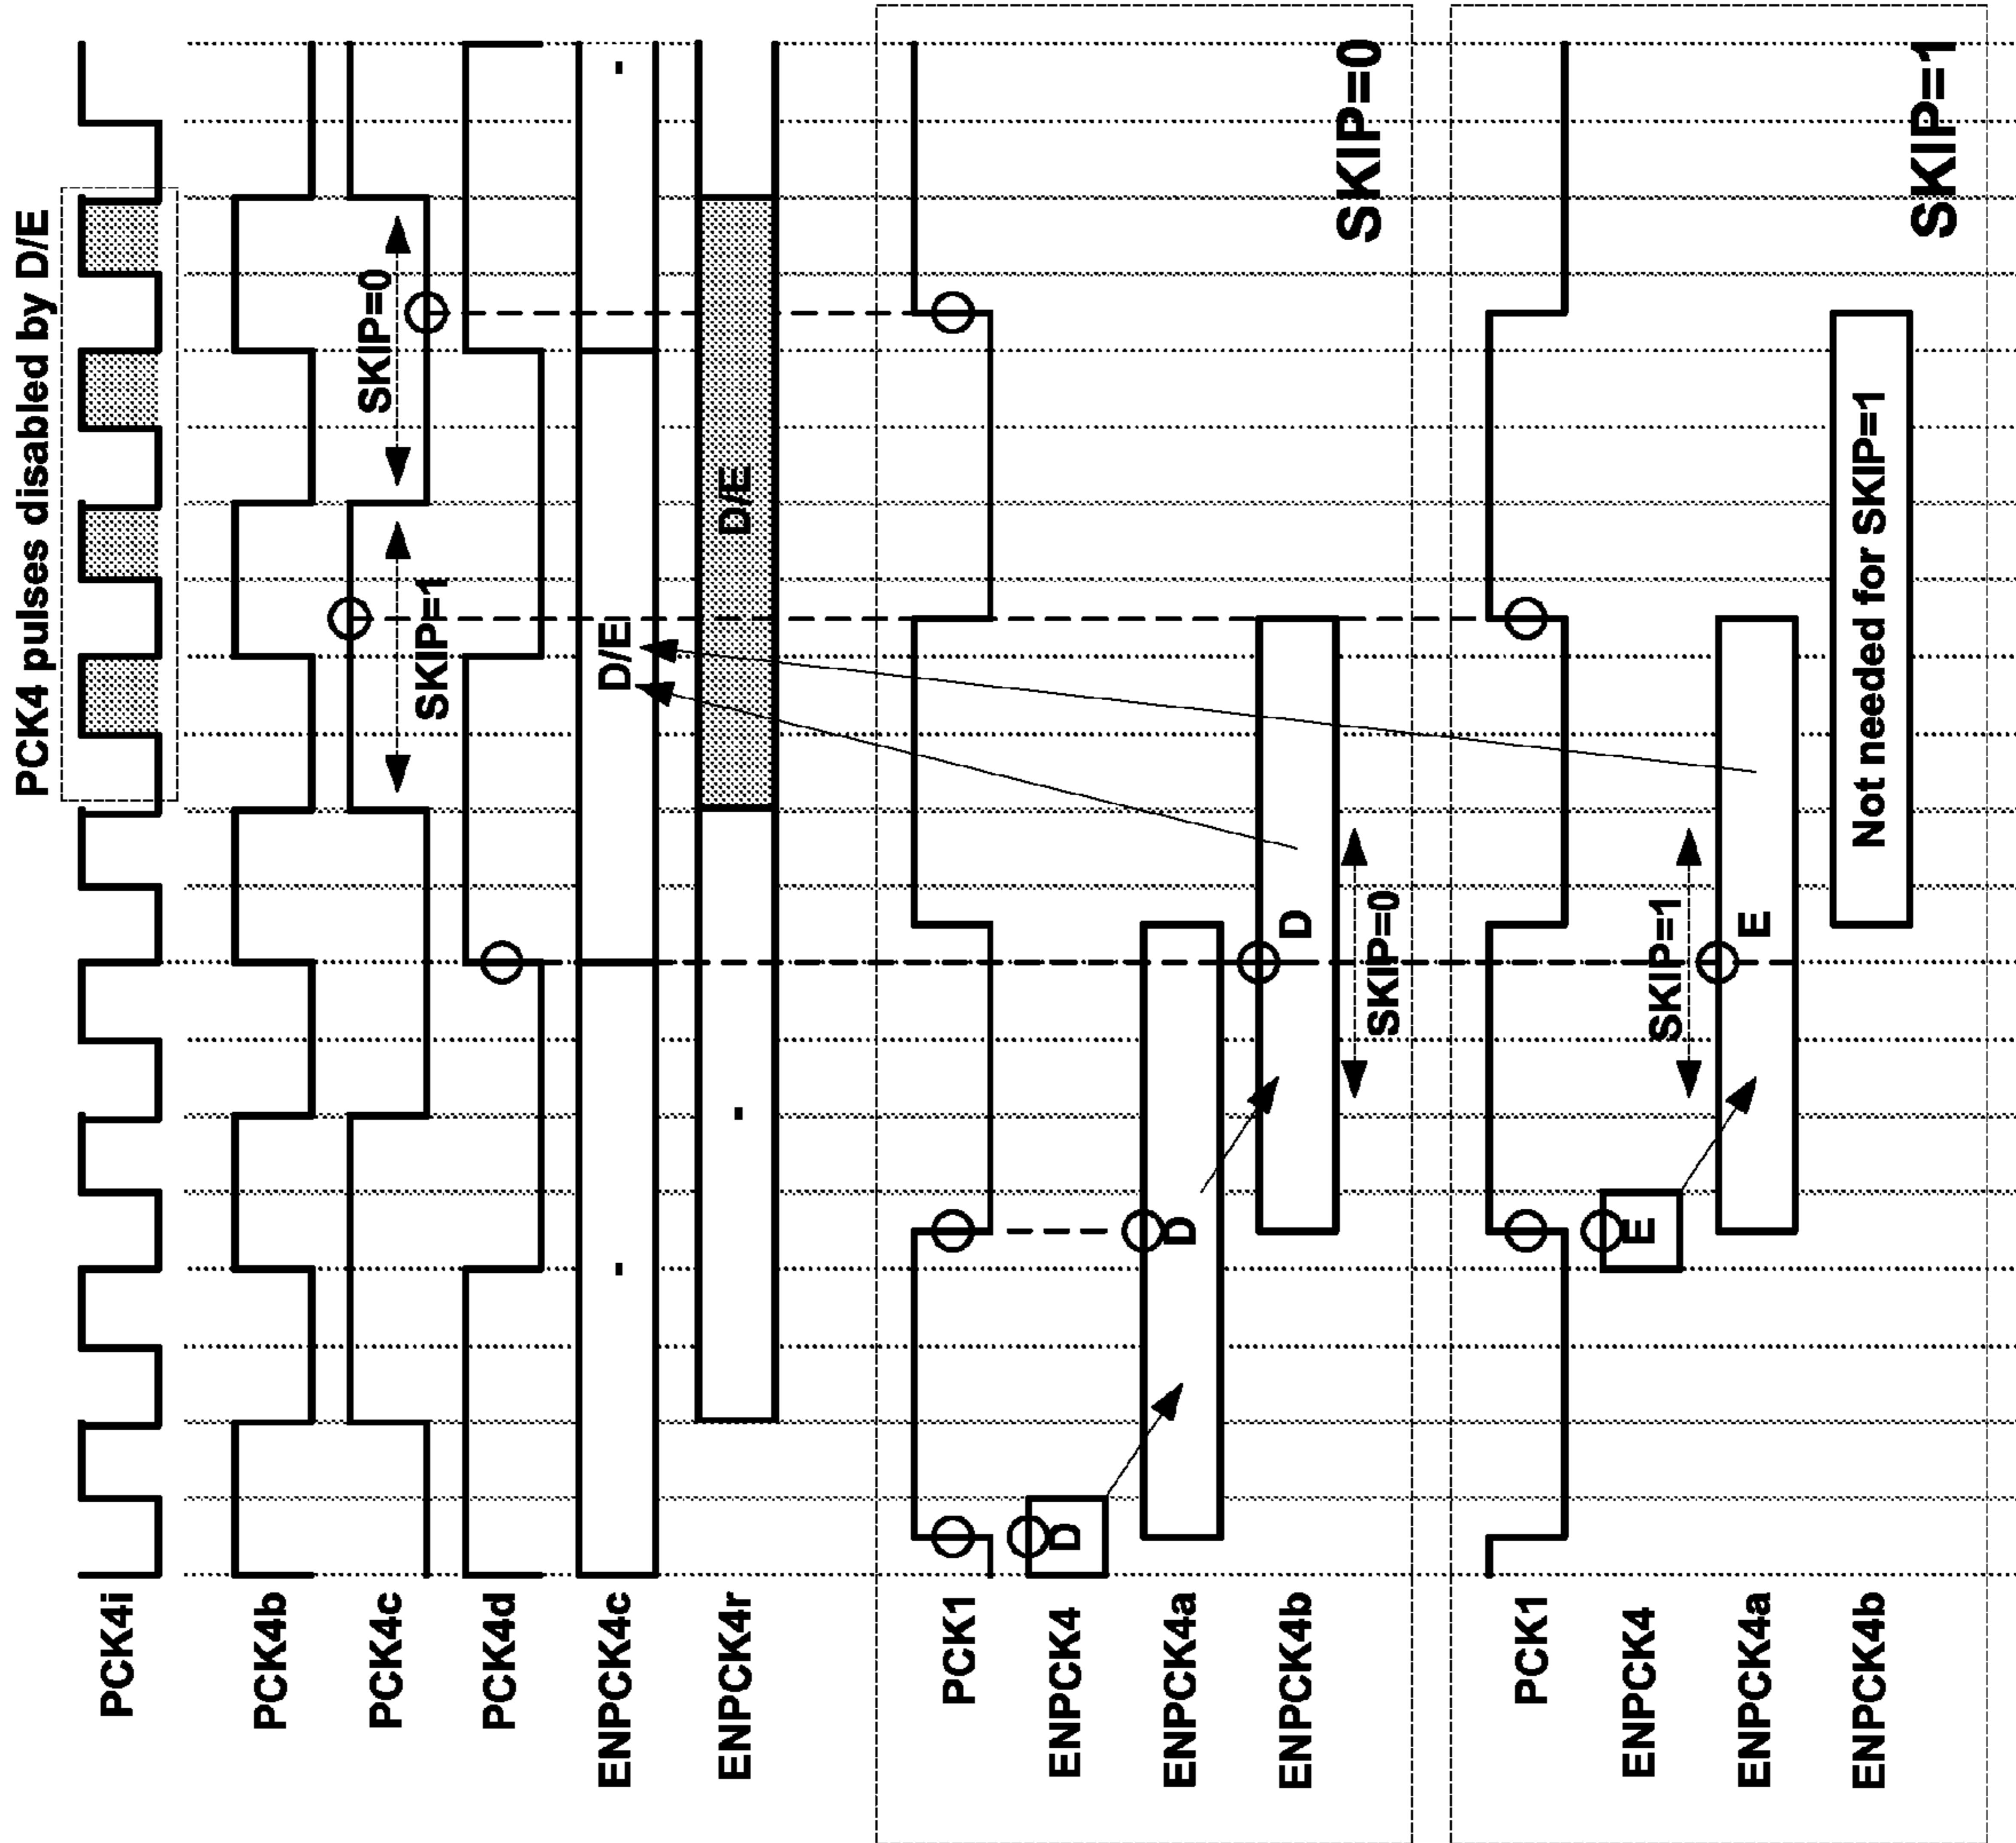 PCK4 pulses disabled by D/E
PCK4i
PCK4b
PCK4c
SKIP=1
SKIP=0
PCK4d
ENPCK4c
-
D/E
-
ENPCK4r
-
D/E
PCK1
ENPCK4
D
ENPCK4a
D
ENPCK4b
D
SKIP=0
SKIP=0
PCK1
ENPCK4
E
SKIP=1
ENPCK4a
E
ENPCK4b
Not needed for SKIP=1
SKIP=1